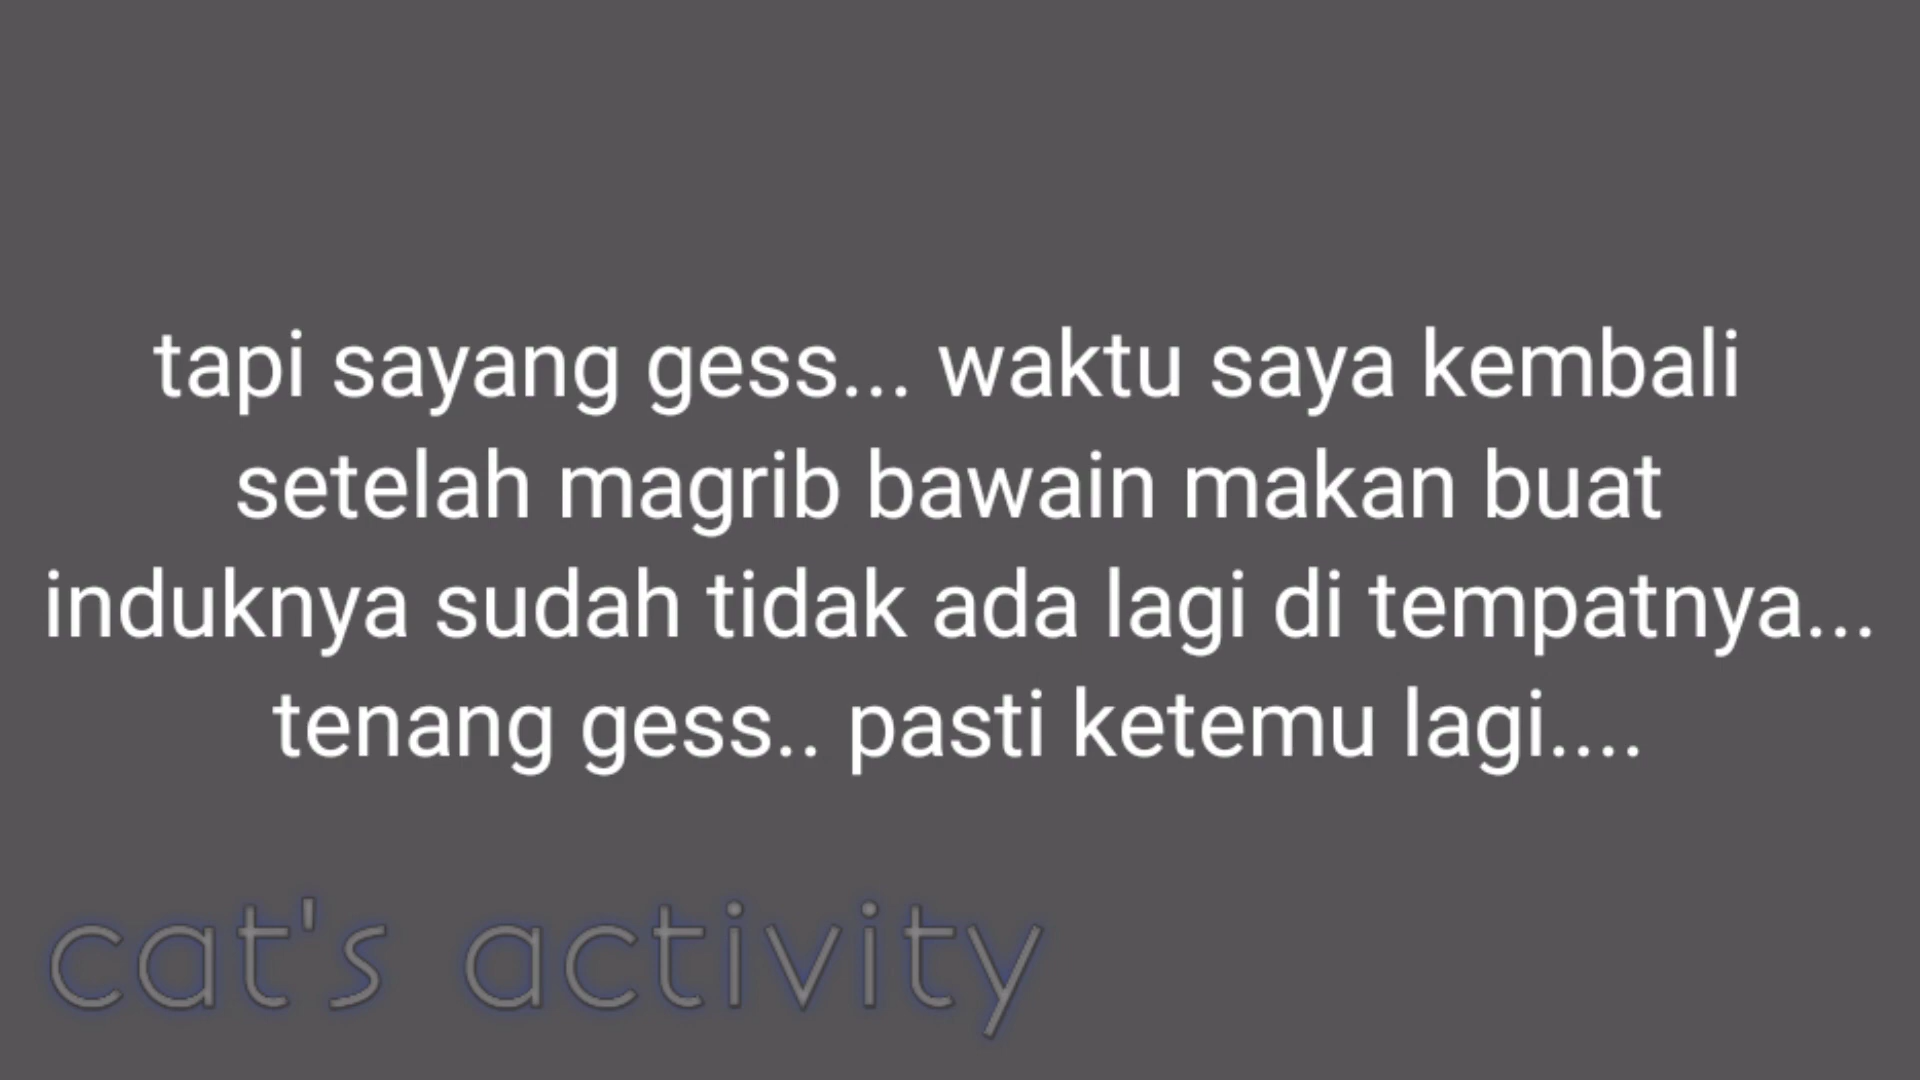 tapi sayang gess... waktu saya kembali
setelah magrib bawain makan buat
induknya sudah tidak ada lagi di tempatnya...
tenang gess.. pasti ketemu lagi....
cat's activity